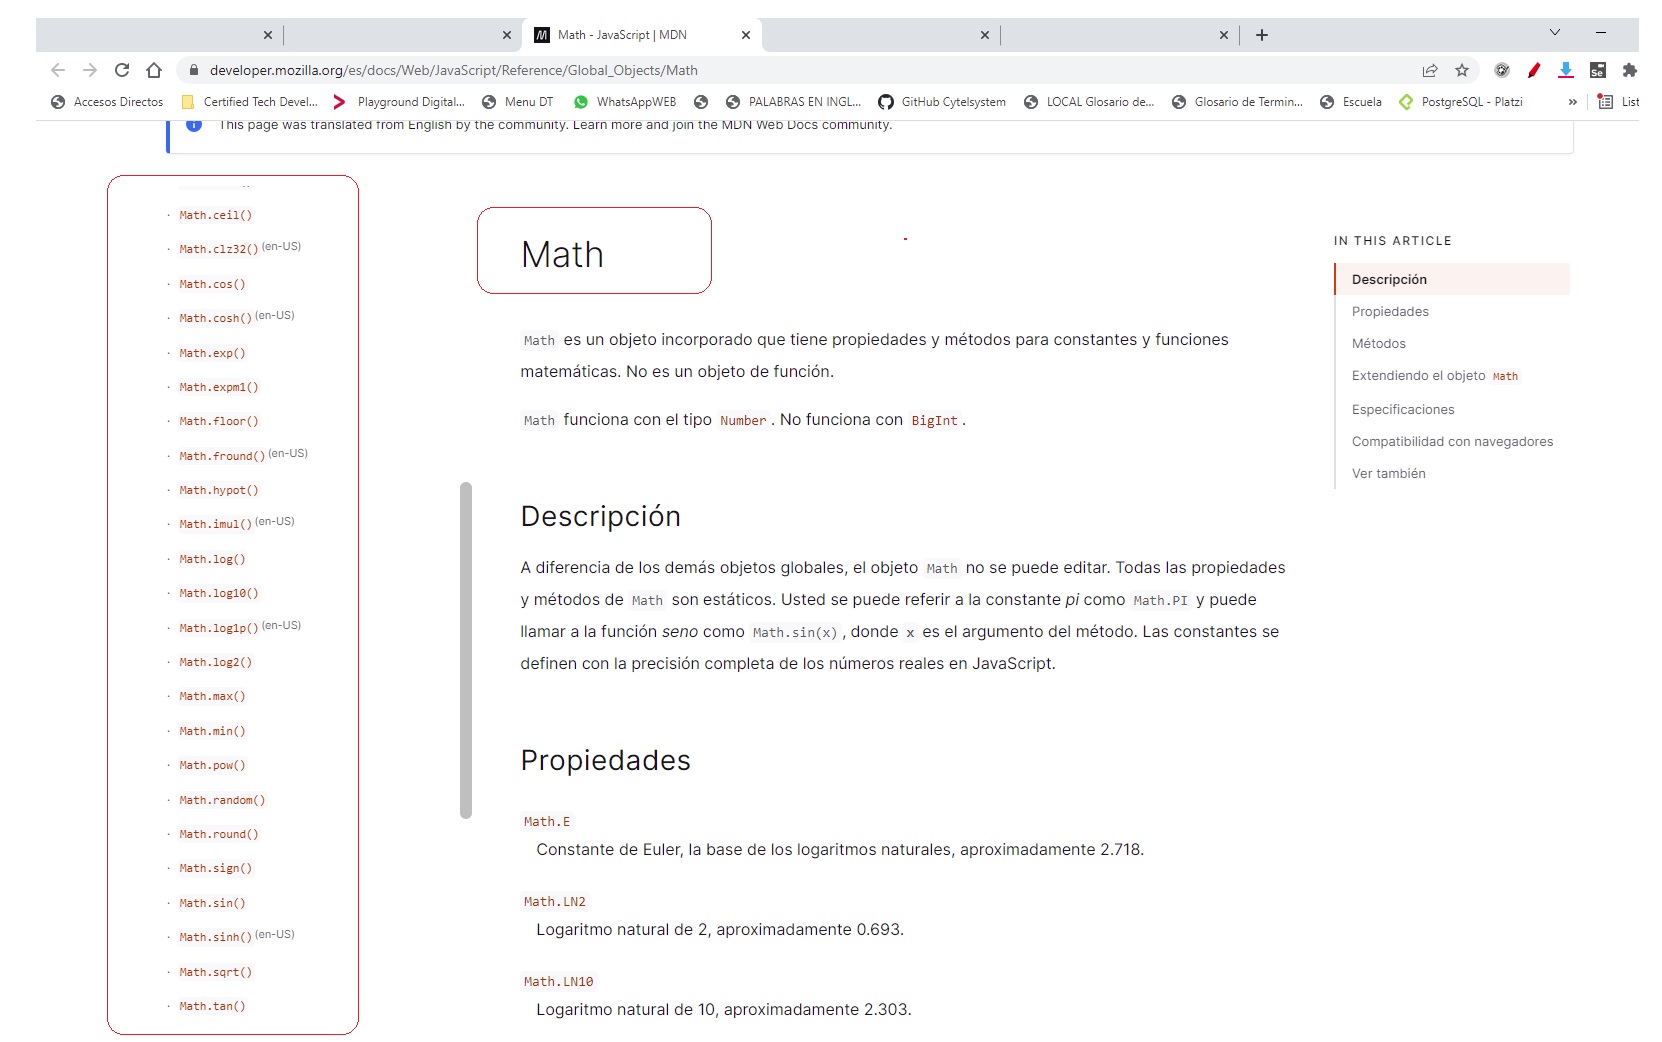 Math - JavaScript | MDN
developer.mozilla.org/es/docs/Web/JavaScript/Reference/Global_Objects/Math
Accesos Directos Certified Tech Devel... Playground Digital... Menu DT WhatsAppWEB PALABRAS EN INGL... GitHub Cytelsystem LOCAL Glosario de... Glosario de Termin... Escuela PostgreSQL - Platzi » List
This page was translated from English by the community. Learn more and join the MDN Web Docs community.
Math.ceil()
Math.clz32() (en-US)
Math.cos()
Math.cosh() (en-US)
Math.exp()
Math.expm1()
Math.floor()
Math.fround() (en-US)
Math.hypot()
Math.imul() (en-US)
Math.log()
Math.log10()
Math.log1p() (en-US)
Math.log2()
Math.max()
Math.min()
Math.pow()
Math.random()
Math.round()
Math.sign()
Math.sin()
Math.sinh() (en-US)
Math.sqrt()
Math.tan()
Math
Math es un objeto incorporado que tiene propiedades y métodos para constantes y funciones
matemáticas. No es un objeto de función.
Math funciona con el tipo Number. No funciona con BigInt.
Descripción
A diferencia de los demás objetos globales, el objeto Math no se puede editar. Todas las propiedades
y métodos de Math son estáticos. Usted se puede referir a la constante pi como Math.PI y puede
llamar a la función seno como Math.sin(x), donde x es el argumento del método. Las constantes se
definen con la precisión completa de los números reales en JavaScript.
Propiedades
Math.E
Constante de Euler, la base de los logaritmos naturales, aproximadamente 2.718.
Math.LN2
Logaritmo natural de 2, aproximadamente 0.693.
Math.LN10
Logaritmo natural de 10, aproximadamente 2.303.
IN THIS ARTICLE
Descripción
Propiedades
Métodos
Extendiendo el objeto Math
Especificaciones
Compatibilidad con navegadores
Ver también